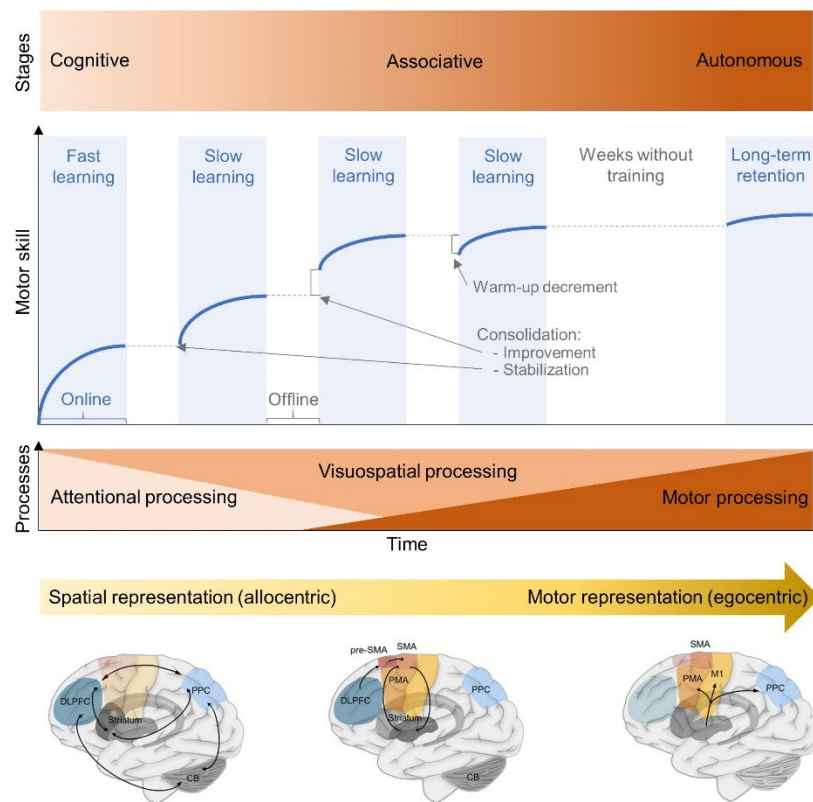 Stages
Cognitive
Associative
Autonomous
Motor skill
Fast
learning
Slow
learning
Slow
learning
Slow
learning
Weeks without
training
Long-term
retention
Warm-up decrement
Consolidation:
- Improvement
- Stabilization
Online
Offline
Processes
Visuospatial processing
Attentional processing
Motor processing
Time
Spatial representation (allocentric)
Motor representation (egocentric)
DLPFC
PPC
Striatum
CB
pre-SMA
SMA
PMA
DLPFC
PPC
Striatum
CB
SMA
M1
PMA
PPC